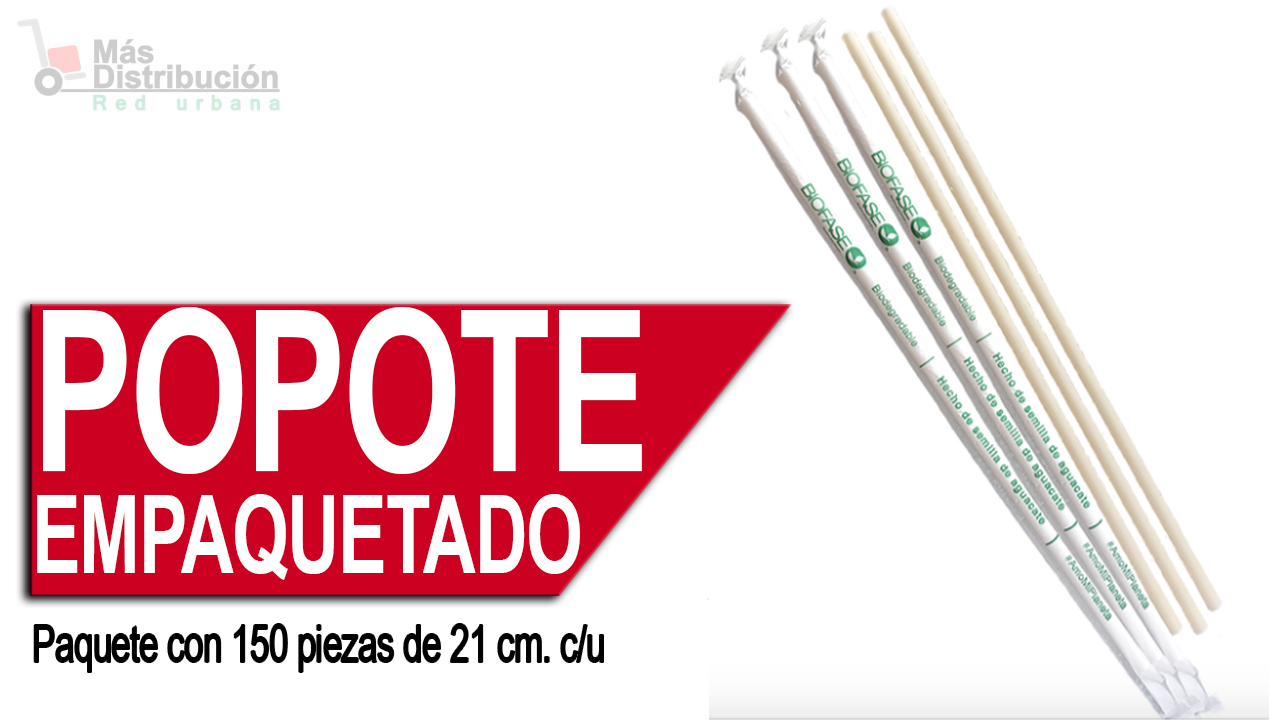 Más
Distribución
Red urbana
POPOTE
EMPAQUETADO
Paquete con 150 piezas de 21 cm. c/u
BIOFASE Biodegradable | Hecho de semilla de aguacate | #AmoMiPlaneta
BIOFASE Biodegradable | Hecho de semilla de aguacate | #AmoMiPlaneta
BIOFASE Biodegradable | Hecho de semilla de aguacate | #AmoMiPlaneta